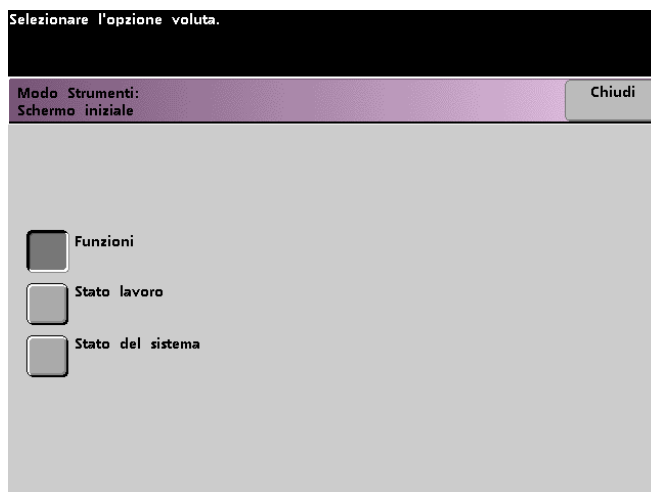 Selezionare l'opzione voluta.
Modo Strumenti:
Schermo iniziale
Chiudi
Funzioni
Stato lavoro
Stato del sistema